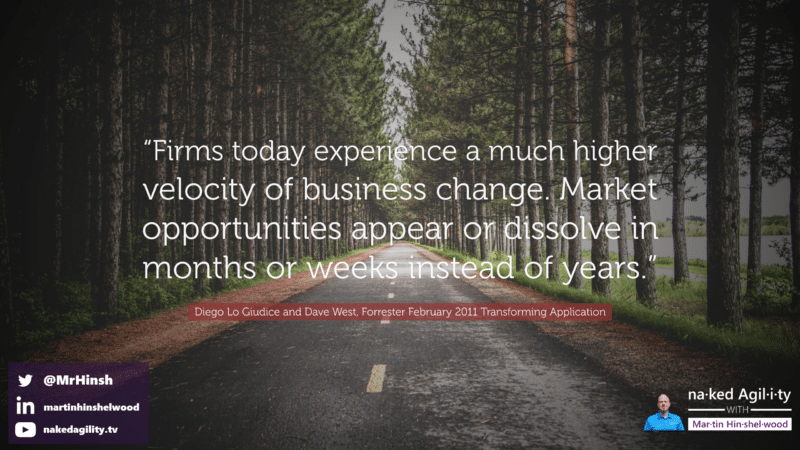 “Firms today experience a much higher
velocity of business change. Market
opportunities appear or dissolve in
months or weeks instead of years.”
Diego Lo Giudice and Dave West, Forrester February 2011 Transforming Application
@MrHinsh
martinhinshelwood
nakedagility.tv
na·ked Agil·i·ty
WITH
Mar·tin Hin·shel·wood